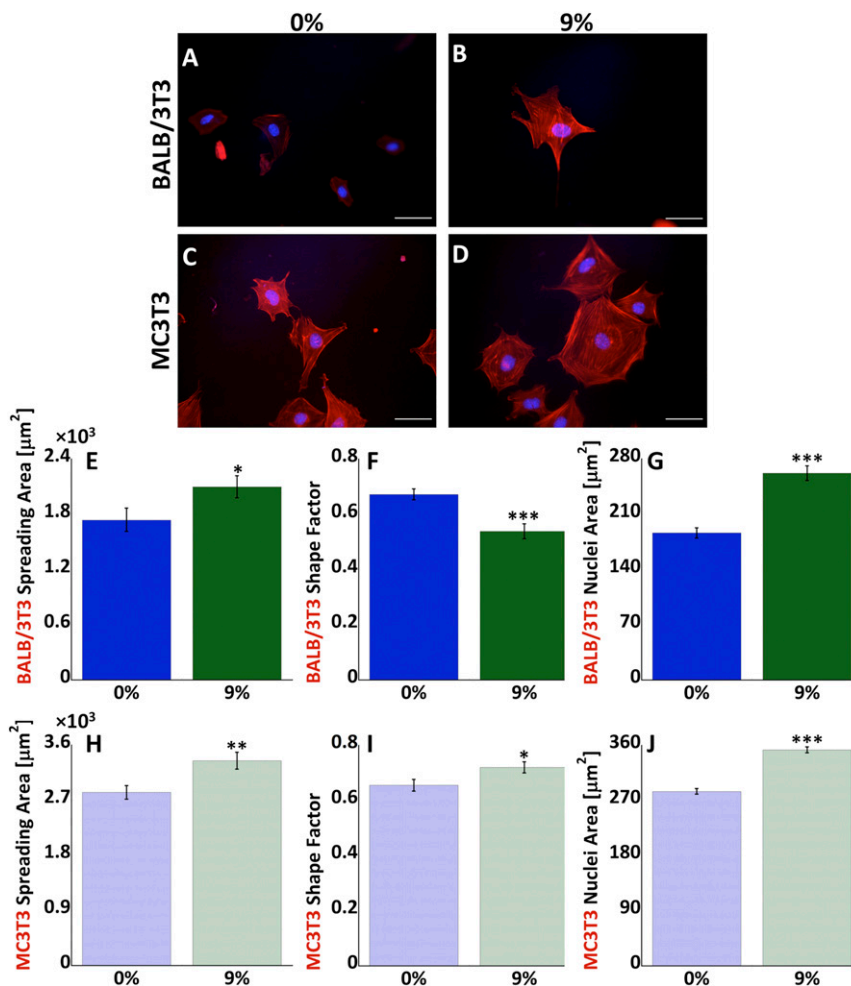 0% 9%
BALB/3T3
A B
MC3T3
C D
×10³
BALB/3T3 Spreading Area [μm²]
2.4
1.8
1.2
0.6
0
E
*
0% 9%
BALB/3T3 Shape Factor
0.8
0.6
0.4
0.2
0
F
***
0% 9%
BALB/3T3 Nuclei Area [μm²]
280
210
140
70
0
G
***
0% 9%
×10³
MC3T3 Spreading Area [μm²]
3.6
2.7
1.8
0.9
0
H
**
0% 9%
MC3T3 Shape Factor
0.8
0.6
0.4
0.2
0
I
*
0% 9%
MC3T3 Nuclei Area [μm²]
360
270
180
90
0
J
***
0% 9%